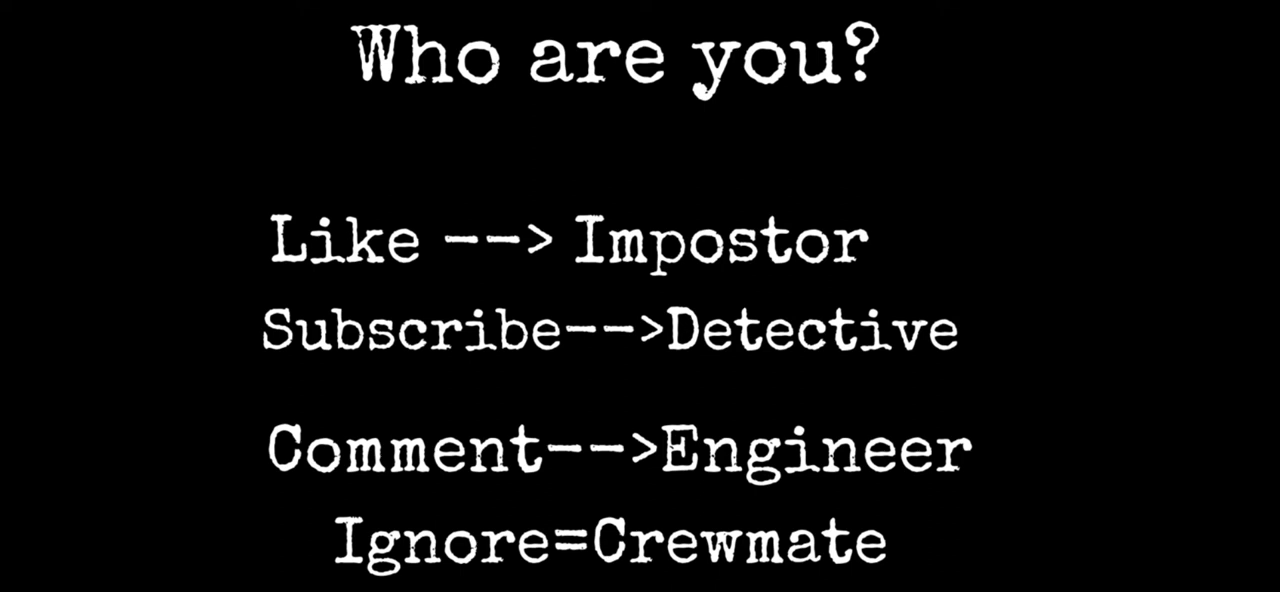 Who are you?
Like --> Impostor
Subscribe-->Detective
Comment-->Engineer
Ignore=Crewmate